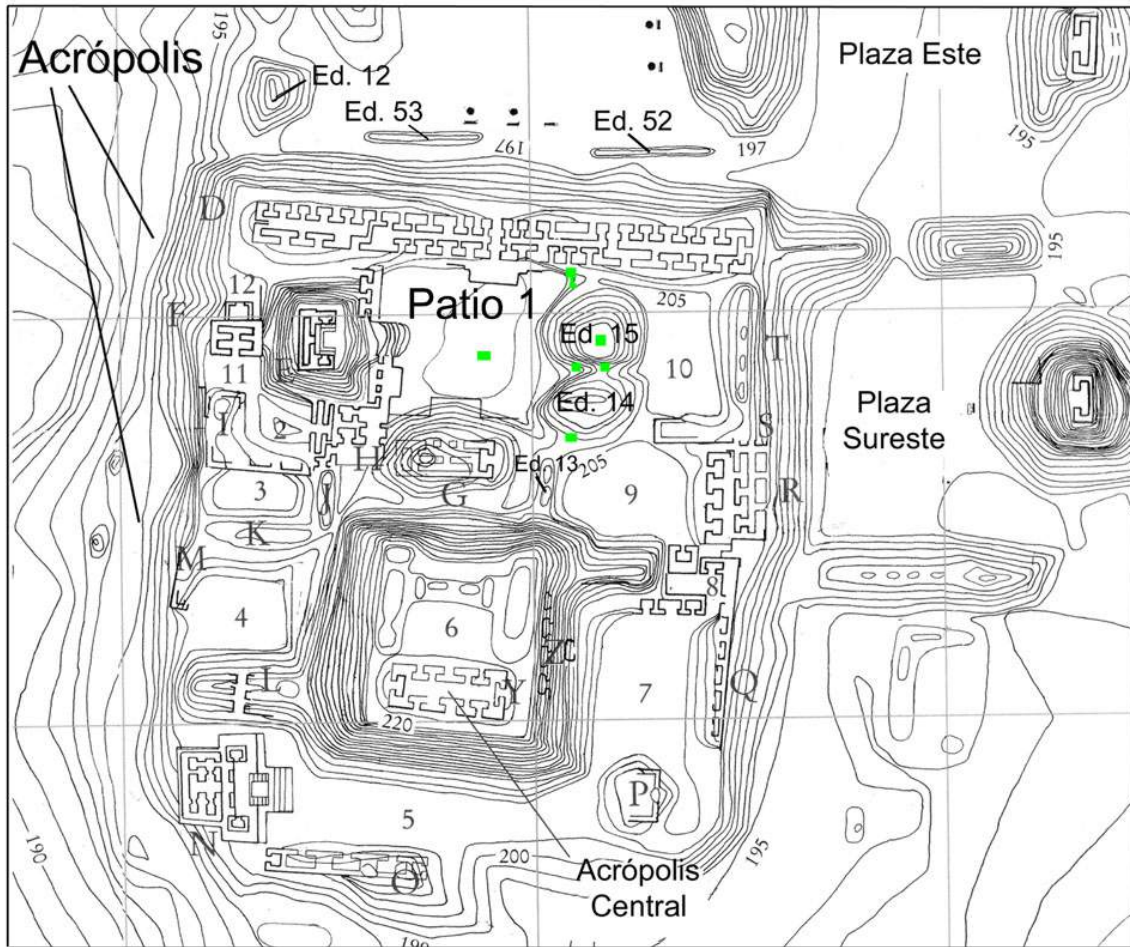 195
Acrópolis
Ed. 12
Ed. 53
Ed. 52
Plaza Este
197
197
195
D
195
12
205
F
Patio 1
Ed. 15
T
E
10
11
Ed. 14
Plaza
Sureste
I
2
S
H
Ed. 13
205
3
J
G
9
R
K
M
8
4
6
Z
L
Y
7
Q
220
P
5
N
200
195
190
O
Acrópolis
Central
190